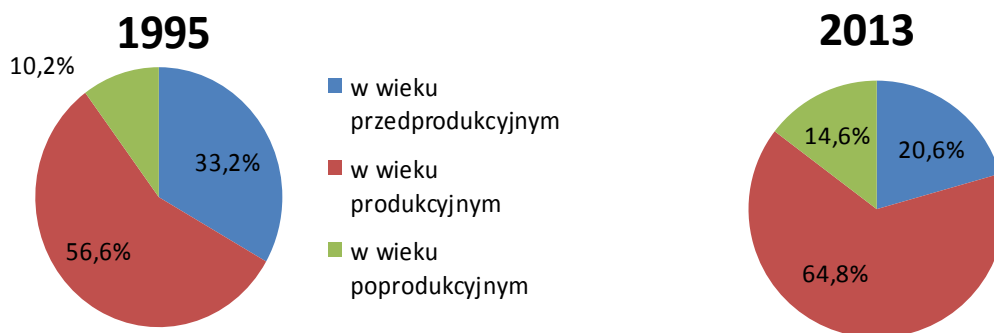 1995
10,2%
33,2%
56,6%
w wieku
przedprodukcyjnym
w wieku
produkcyjnym
w wieku
poprodukcyjnym
2013
14,6%
20,6%
64,8%